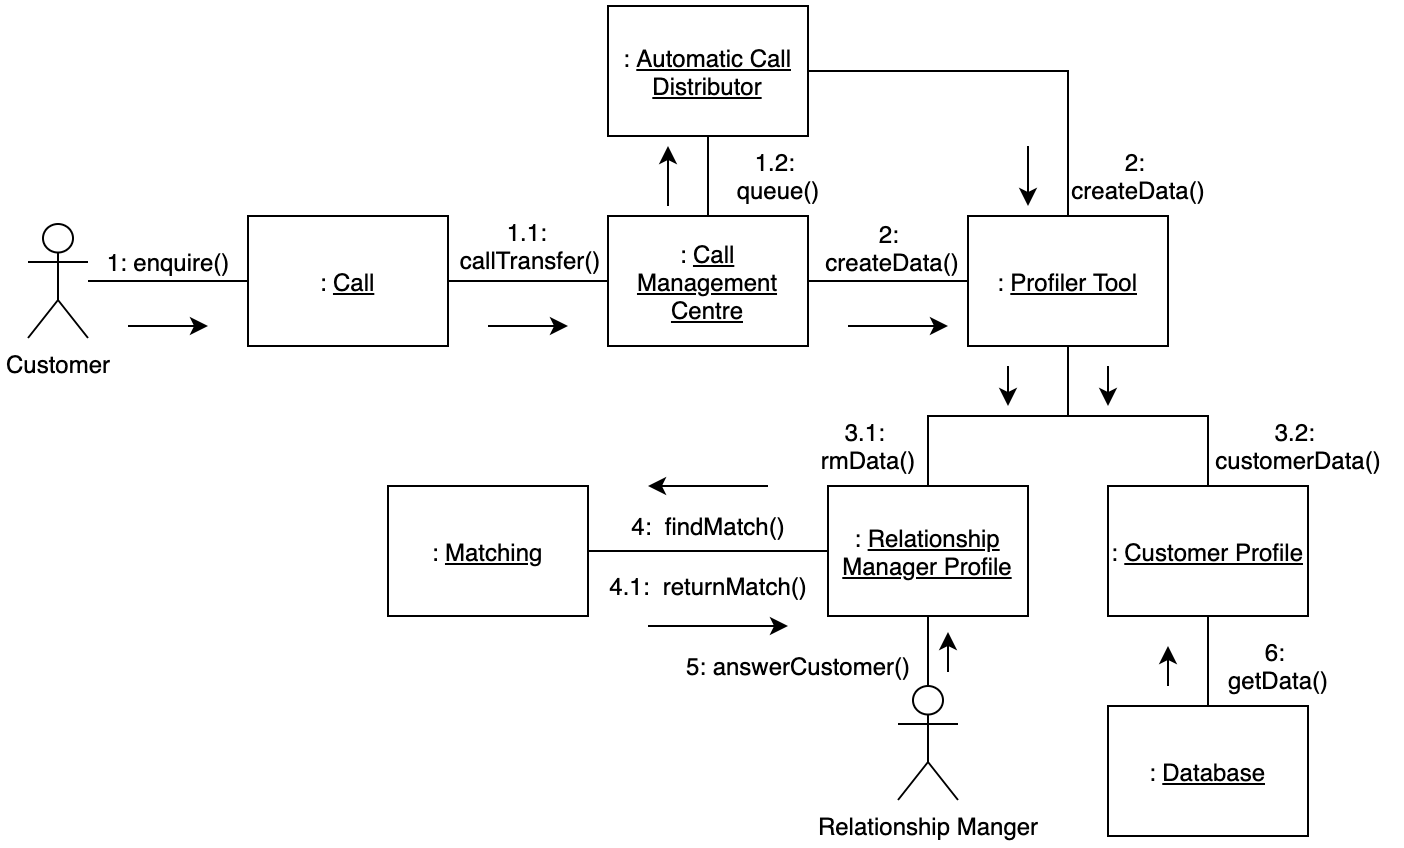 : Automatic Call
Distributor
1.2:
queue()
2:
createData()
Customer
1: enquire()
: Call
1.1:
callTransfer()
: Call
Management
Centre
2:
createData()
: Profiler Tool
3.1:
rmData()
3.2:
customerData()
: Matching
4:  findMatch()
4.1:  returnMatch()
: Relationship
Manager Profile
: Customer Profile
5: answerCustomer()
Relationship Manger
6:
getData()
: Database